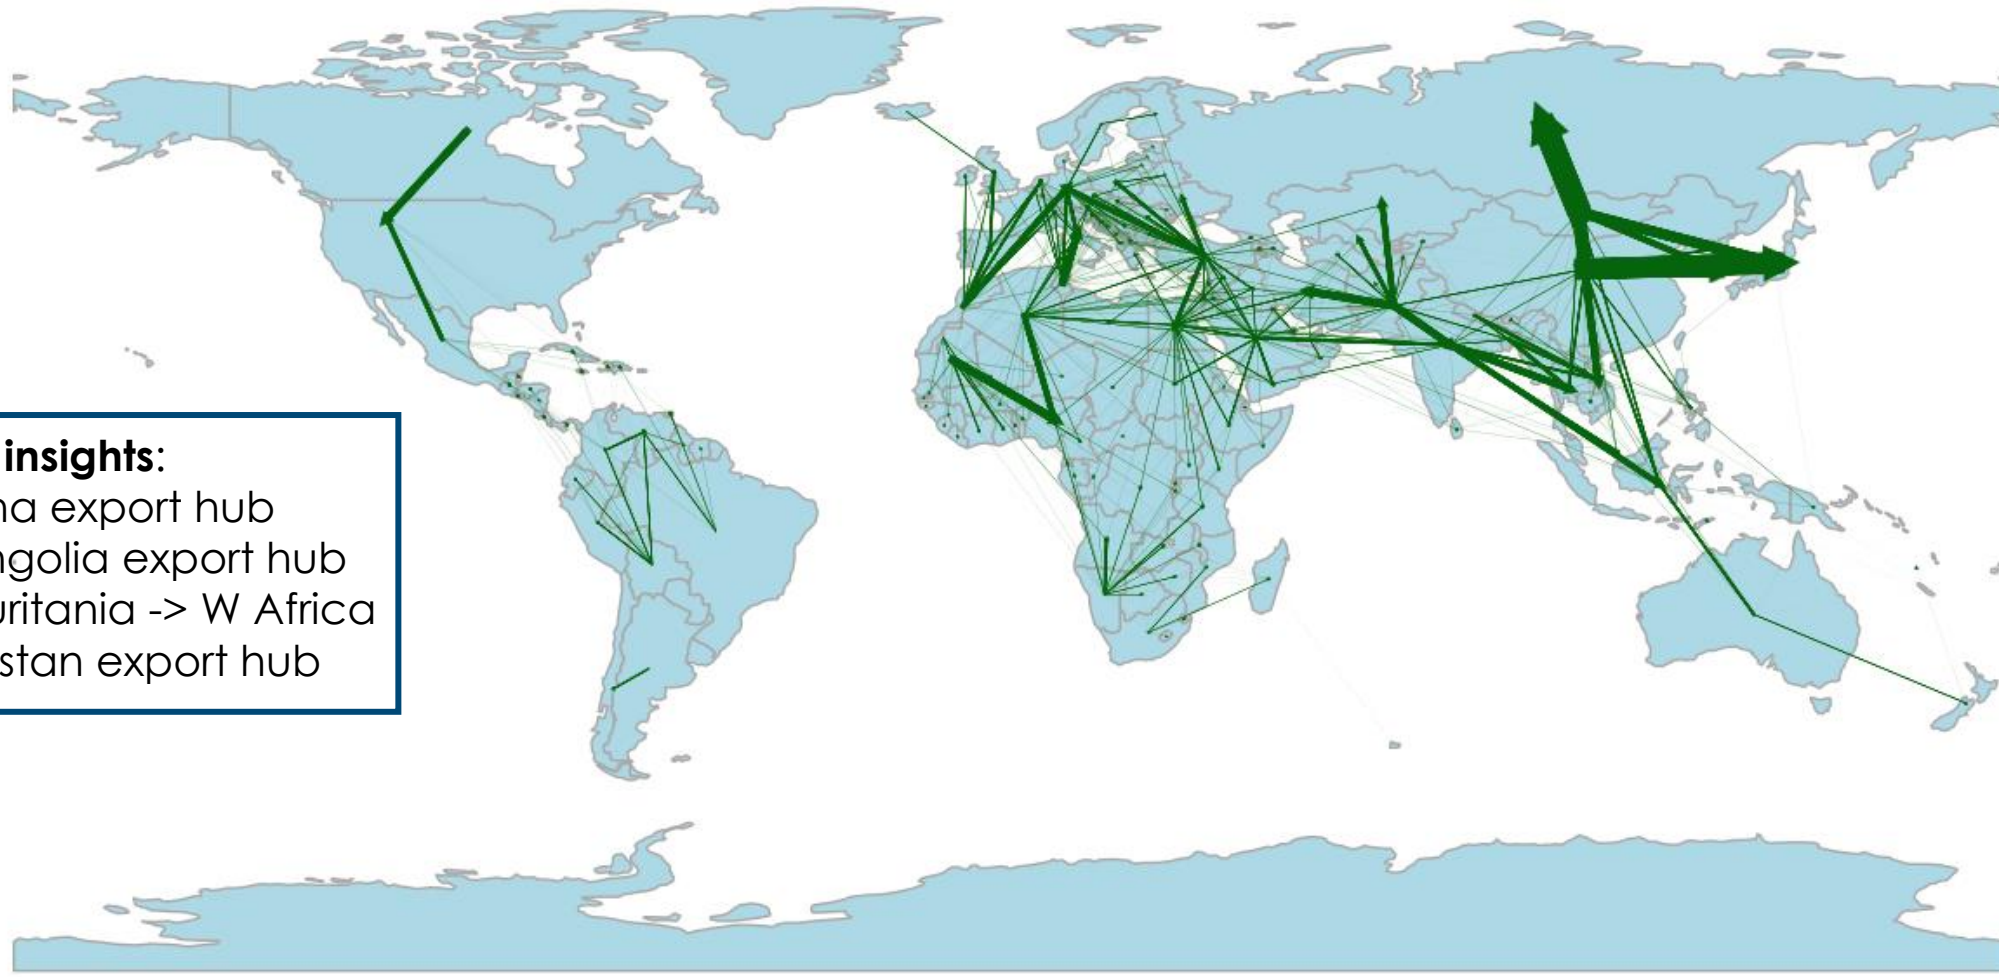 insights:
na export hub
ngolia export hub
uritania -> W Africa
stan export hub